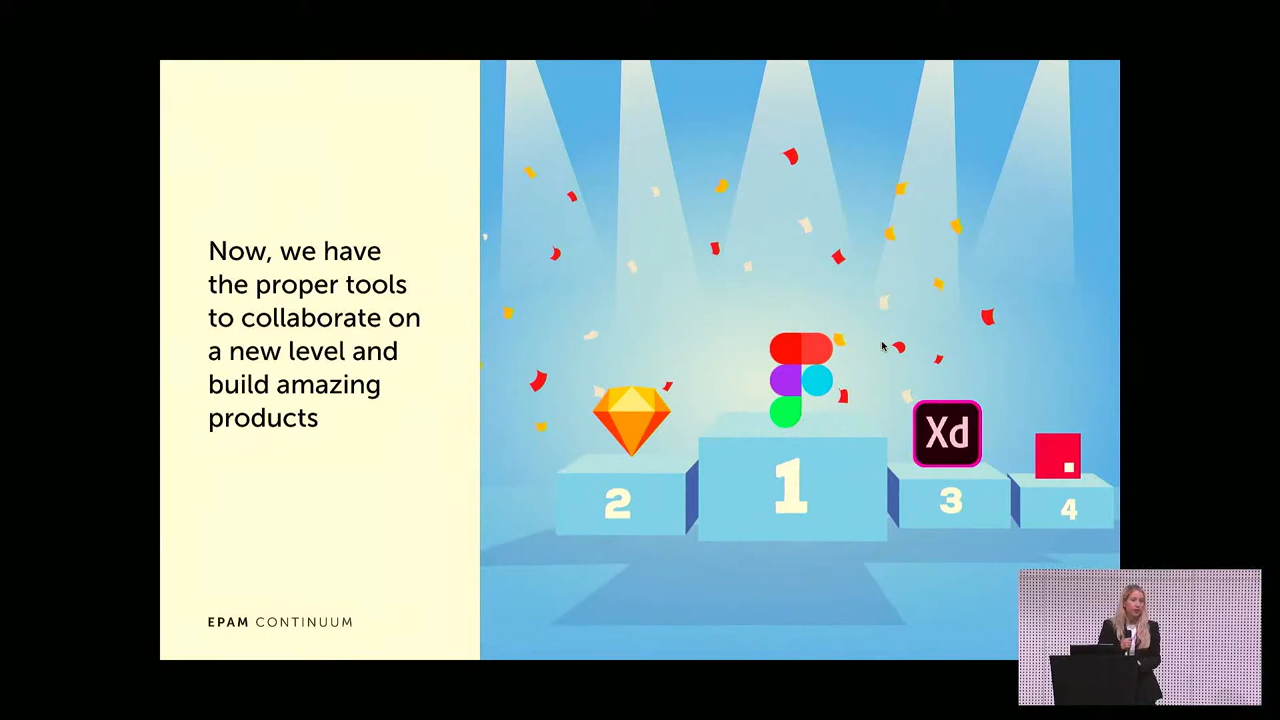 Now, we have
the proper tools
to collaborate on
a new level and
build amazing
products
EPAM CONTINUUM
2
1
Xd
3
4